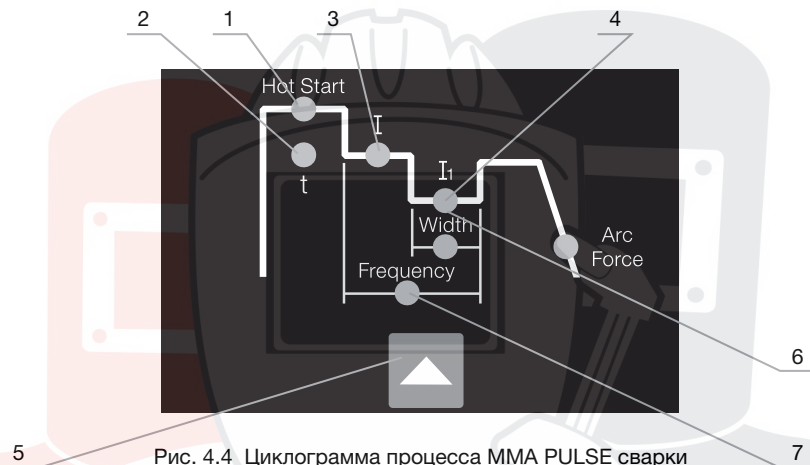 2 1 3 4
Hot Start
I
t
I1
Width
Arc
Force
Frequency
6
5
7
Рис. 4.4 Циклограмма процесса MMA PULSE сварки